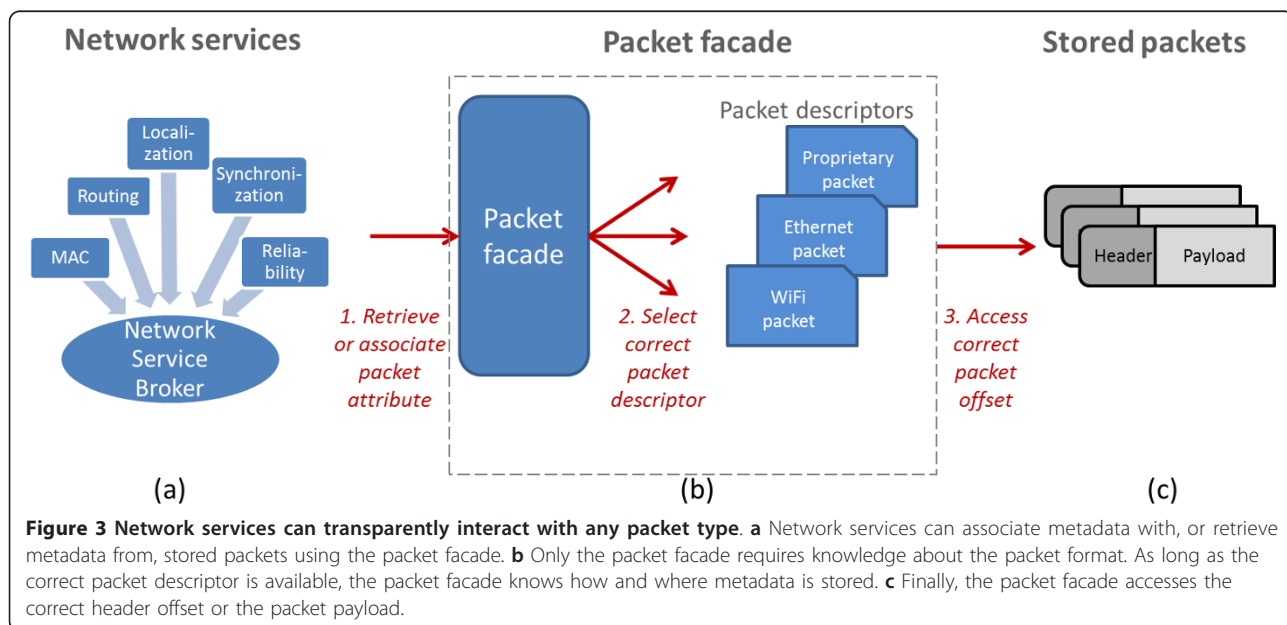 Network services
Packet facade
Stored packets
Locali-
zation
Synchroni-
zation
Routing
MAC
Relia-
bility
Network
Service
Broker
1. Retrieve
or associate
packet
attribute
Packet
facade
2. Select
correct
packet
descriptor
Packet descriptors
Proprietary
packet
Ethernet
packet
WiFi
packet
3. Access
correct
packet
offset
Header
Payload
(a)
(b)
(c)
Figure 3 Network services can transparently interact with any packet type. a Network services can associate metadata with, or retrieve
metadata from, stored packets using the packet facade. b Only the packet facade requires knowledge about the packet format. As long as the
correct packet descriptor is available, the packet facade knows how and where metadata is stored. c Finally, the packet facade accesses the
correct header offset or the packet payload.